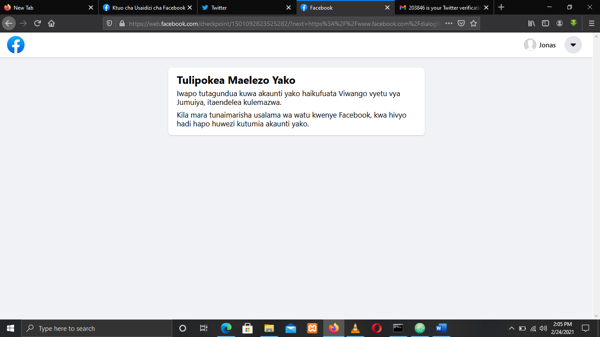 New Tab
Kituo cha Usaidizi cha Facebook
Twitter
Facebook
203846 is your Twitter verificati
https://web.facebook.com/checkpoint/1501092823525282/?next=https%3A%2F%2Fwww.facebook.com%2Fdialog
Jonas
Tulipokea Maelezo Yako
Iwapo tutagundua kuwa akaunti yako haikufuata Viwango vyetu vya
Jumuiya, itaendelea kulemazwa.
Kila mara tunaimarisha usalama wa watu kwenye Facebook, kwa hivyo
hadi hapo huwezi kutumia akaunti yako.
Type here to search
2:05 PM
2/24/2021